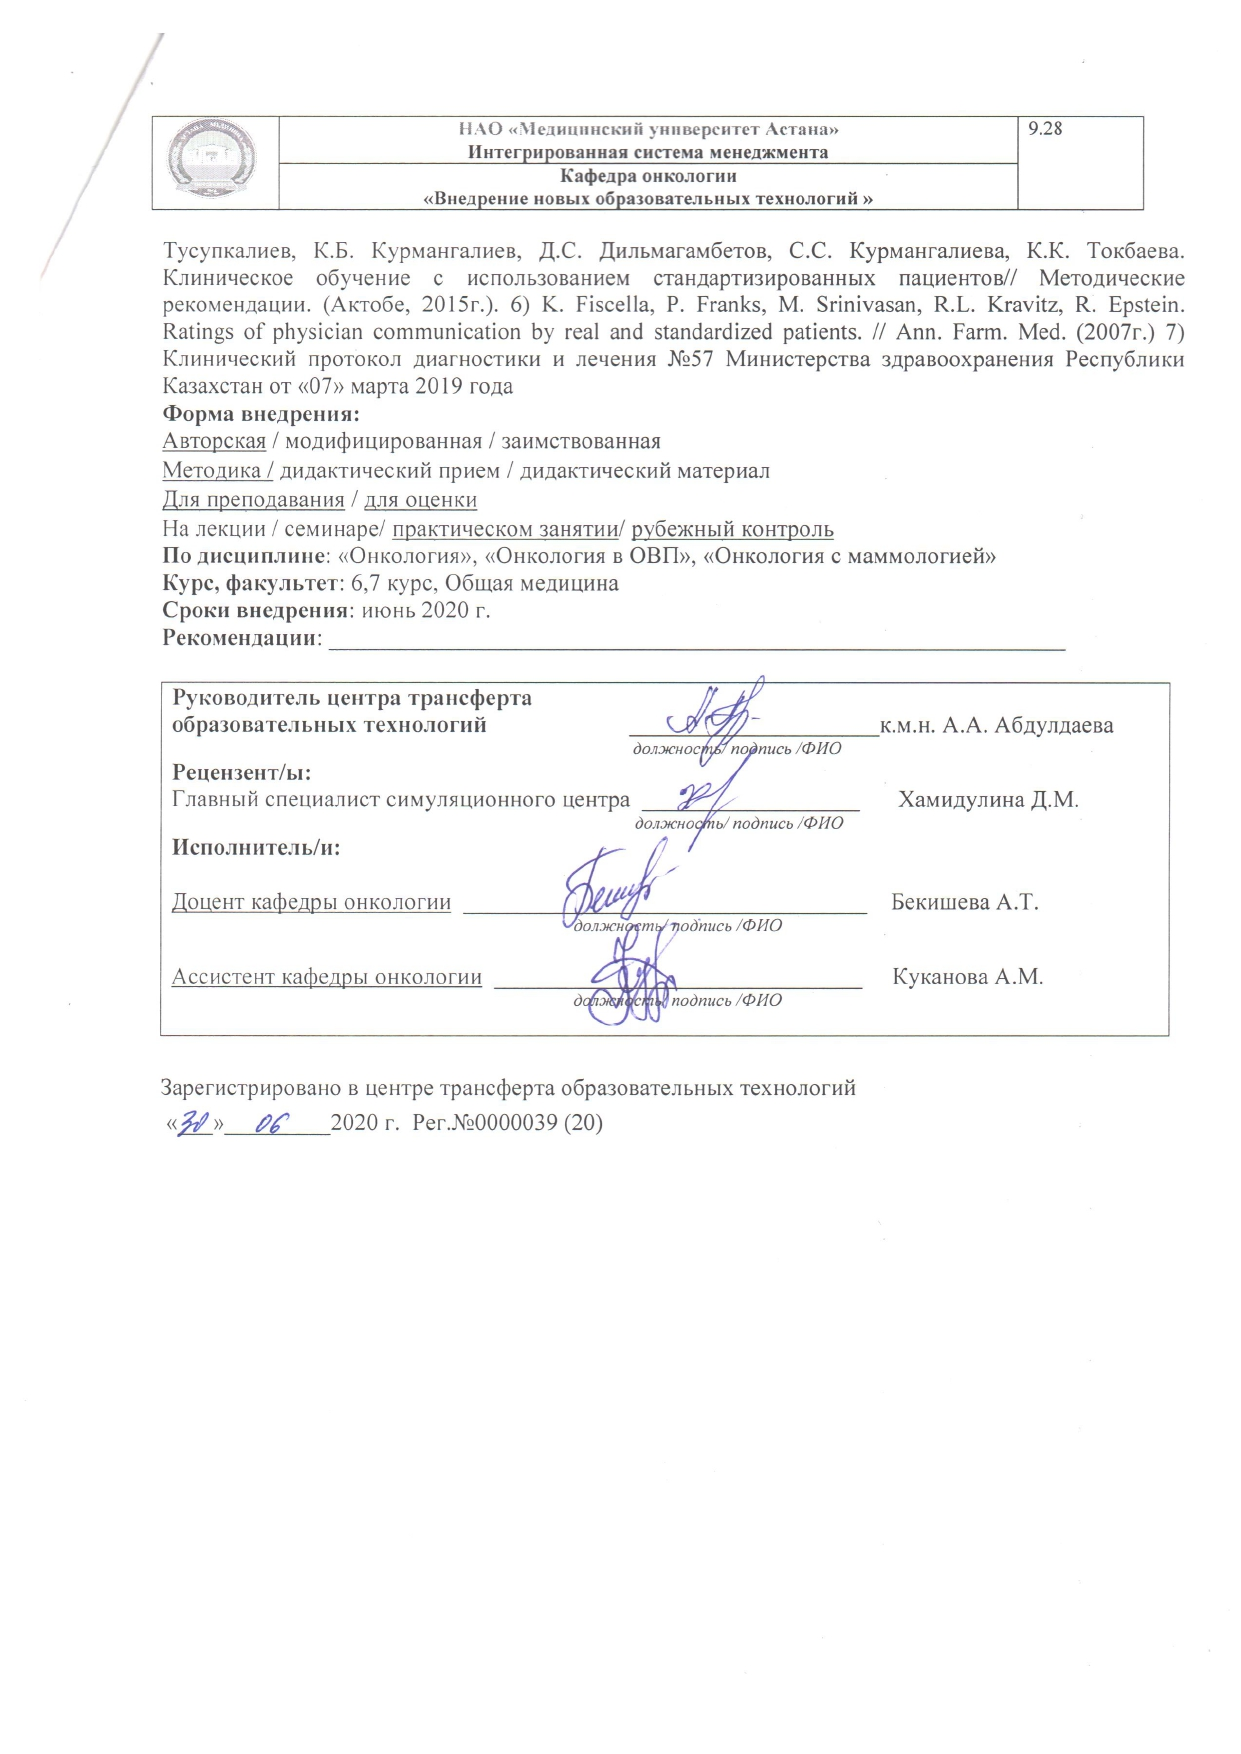 НАО «Медицинский университет Астана»
Интегрированная система менеджмента
9.28
Кафедра онкологии
«Внедрение новых образовательных технологий »
Тусупкалиев, К.Б. Курмангалиев, Д.С. Дильмагамбетов, С.С. Курмангалиева, К.К. Токбаева.
Клиническое обучение с использованием стандартизированных пациентов// Методические
рекомендации. (Актобе, 2015г.). 6) K. Fiscella, P. Franks, M. Srinivasan, R.L. Kravitz, R. Epstein.
Ratings of physician communication by real and standardized patients. // Ann. Farm. Med. (2007г.) 7)
Клинический протокол диагностики и лечения №57 Министерства здравоохранения Республики
Казахстан от «07» марта 2019 года
Форма внедрения:
Авторская / модифицированная / заимствованная
Методика / дидактический прием / дидактический материал
Для преподавания / для оценки
На лекции / семинаре/ практическом занятии/ рубежный контроль
По дисциплине: «Онкология», «Онкология в ОВП», «Онкология с маммологией»
Курс, факультет: 6,7 курс, Общая медицина
Сроки внедрения: июнь 2020 г.
Рекомендации:
Руководитель центра трансферта
образовательных технологий к.м.н. А.А. Абдулдаева
должность/ подпись /ФИО
Рецензент/ы:
Главный специалист симуляционного центра Хамидулина Д.М.
должность/ подпись /ФИО
Исполнитель/и:
Доцент кафедры онкологии Бекишева А.Т.
должность/ подпись /ФИО
Ассистент кафедры онкологии Куканова А.М.
должность/ подпись /ФИО
Зарегистрировано в центре трансферта образовательных технологий
«30» 06 2020 г. Рег.№0000039 (20)